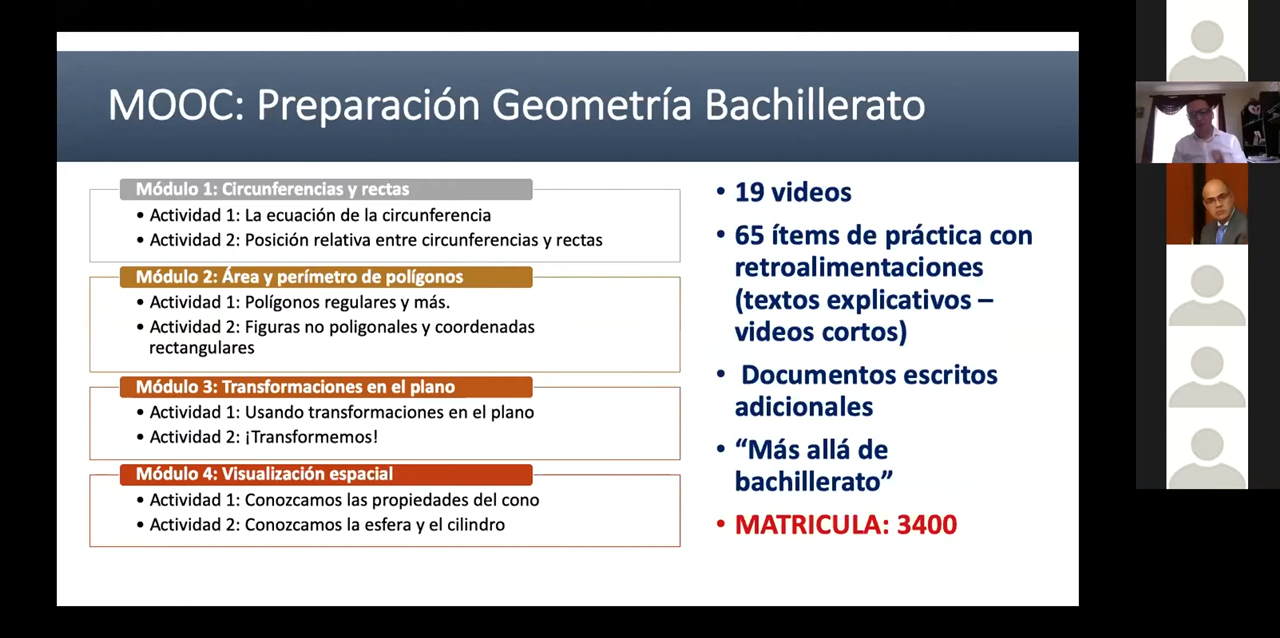 MOOC: Preparación Geometría Bachillerato
Módulo 1: Circunferencias y rectas
• Actividad 1: La ecuación de la circunferencia
• Actividad 2: Posición relativa entre circunferencias y rectas
Módulo 2: Área y perímetro de polígonos
• Actividad 1: Polígonos regulares y más.
• Actividad 2: Figuras no poligonales y coordenadas
rectangulares
Módulo 3: Transformaciones en el plano
• Actividad 1: Usando transformaciones en el plano
• Actividad 2: ¡Transformemos!
Módulo 4: Visualización espacial
• Actividad 1: Conozcamos las propiedades del cono
• Actividad 2: Conozcamos la esfera y el cilindro
• 19 videos
• 65 ítems de práctica con
retroalimentaciones
(textos explicativos –
videos cortos)
• Documentos escritos
adicionales
• “Más allá de
bachillerato”
• MATRICULA: 3400